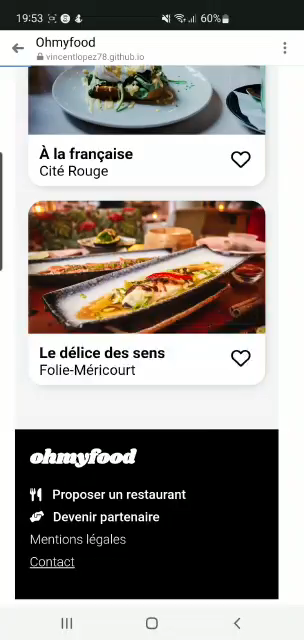 19:53 60%
Ohmyfood
vincentlopez78.github.io
À la française
Cité Rouge
Le délice des sens
Folie-Méricourt
ohmyfood
Proposer un restaurant
Devenir partenaire
Mentions légales
Contact